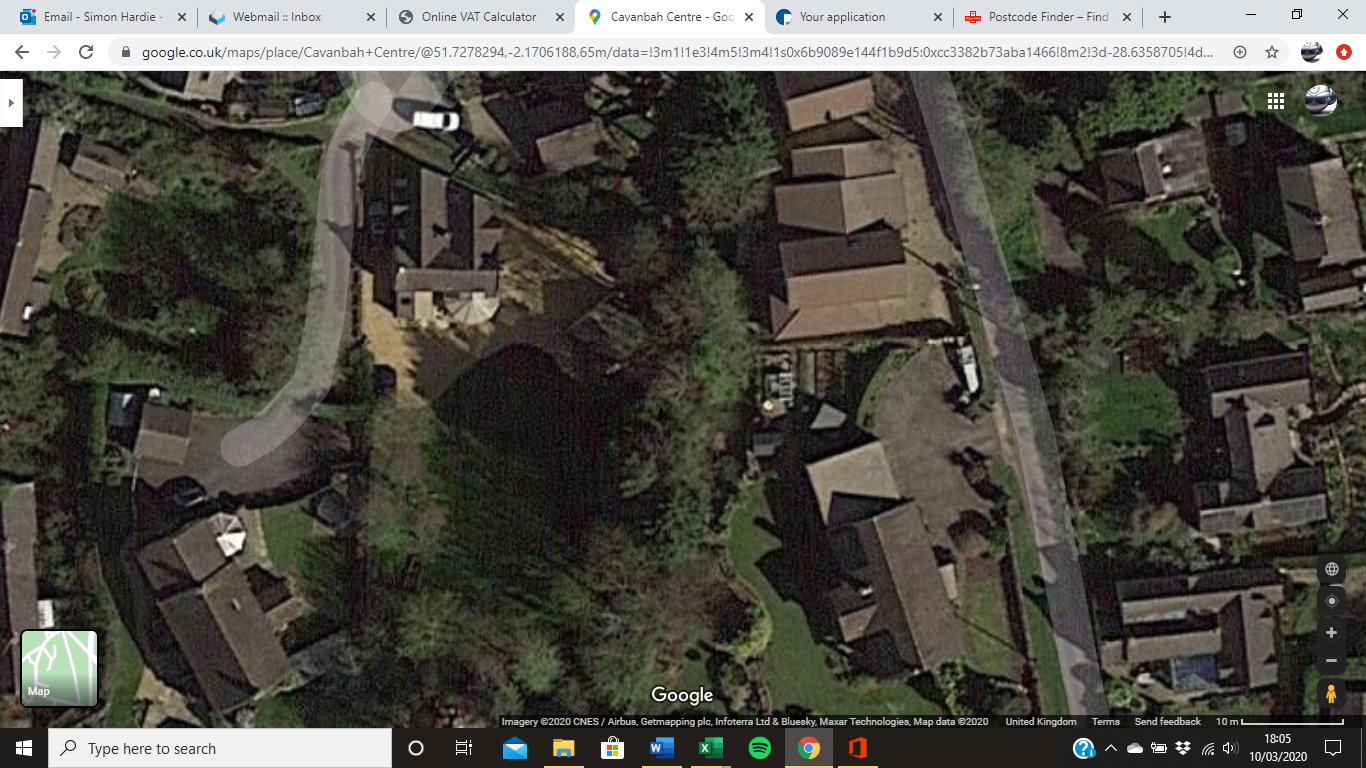 Email - Simon Hardie -
Webmail :: Inbox
Online VAT Calculator
Cavanbah Centre - Goo
Your application
Postcode Finder – Find
google.co.uk/maps/place/Cavanbah+Centre/@51.7278294,-2.1706188,65m/data=!3m1!1e3!4m5!3m4!1s0x6b9089e144f1b9d5:0xcc3382b73aba1466!8m2!3d-28.6358705!4d...
Map
Google
Imagery ©2020 CNES / Airbus, Getmapping plc, Infoterra Ltd & Bluesky, Maxar Technologies, Map data ©2020 United Kingdom Terms Send feedback 10 m
Type here to search
18:05
10/03/2020